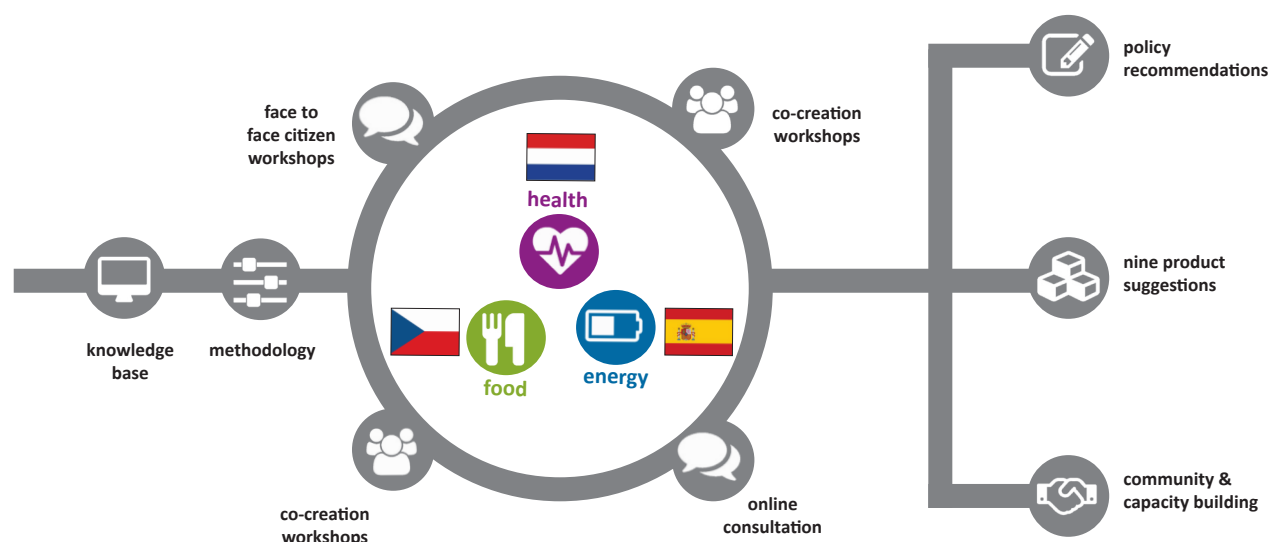 knowledge
base
methodology
face to
face citizen
workshops
co-creation
workshops
health
food
energy
co-creation
workshops
online
consultation
policy
recommendations
nine product
suggestions
community &
capacity building